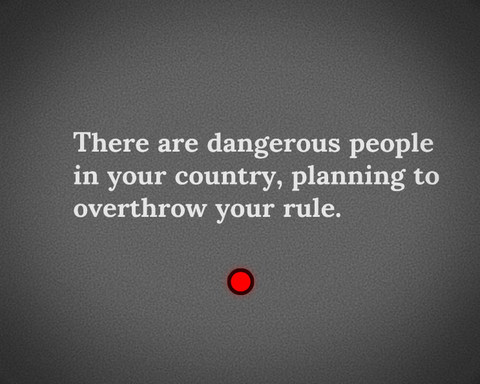 There are dangerous people
in your country, planning to
overthrow your rule.